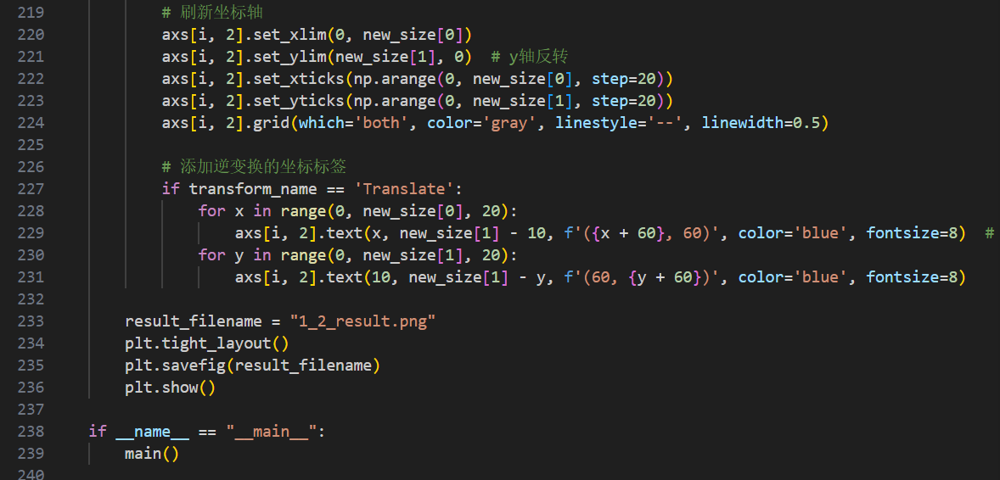 219 # 刷新坐标轴
220 axs[i, 2].set_xlim(0, new_size[0])
221 axs[i, 2].set_ylim(new_size[1], 0)  # y轴反转
222 axs[i, 2].set_xticks(np.arange(0, new_size[0], step=20))
223 axs[i, 2].set_yticks(np.arange(0, new_size[1], step=20))
224 axs[i, 2].grid(which='both', color='gray', linestyle='--', linewidth=0.5)
225
226 # 添加逆变换的坐标标签
227 if transform_name == 'Translate':
228     for x in range(0, new_size[0], 20):
229         axs[i, 2].text(x, new_size[1] - 10, f'({x + 60}, 60)', color='blue', fontsize=8)  #
230     for y in range(0, new_size[1], 20):
231         axs[i, 2].text(10, new_size[1] - y, f'(60, {y + 60})', color='blue', fontsize=8)
232
233 result_filename = "1_2_result.png"
234 plt.tight_layout()
235 plt.savefig(result_filename)
236 plt.show()
237
238 if __name__ == "__main__":
239     main()
240